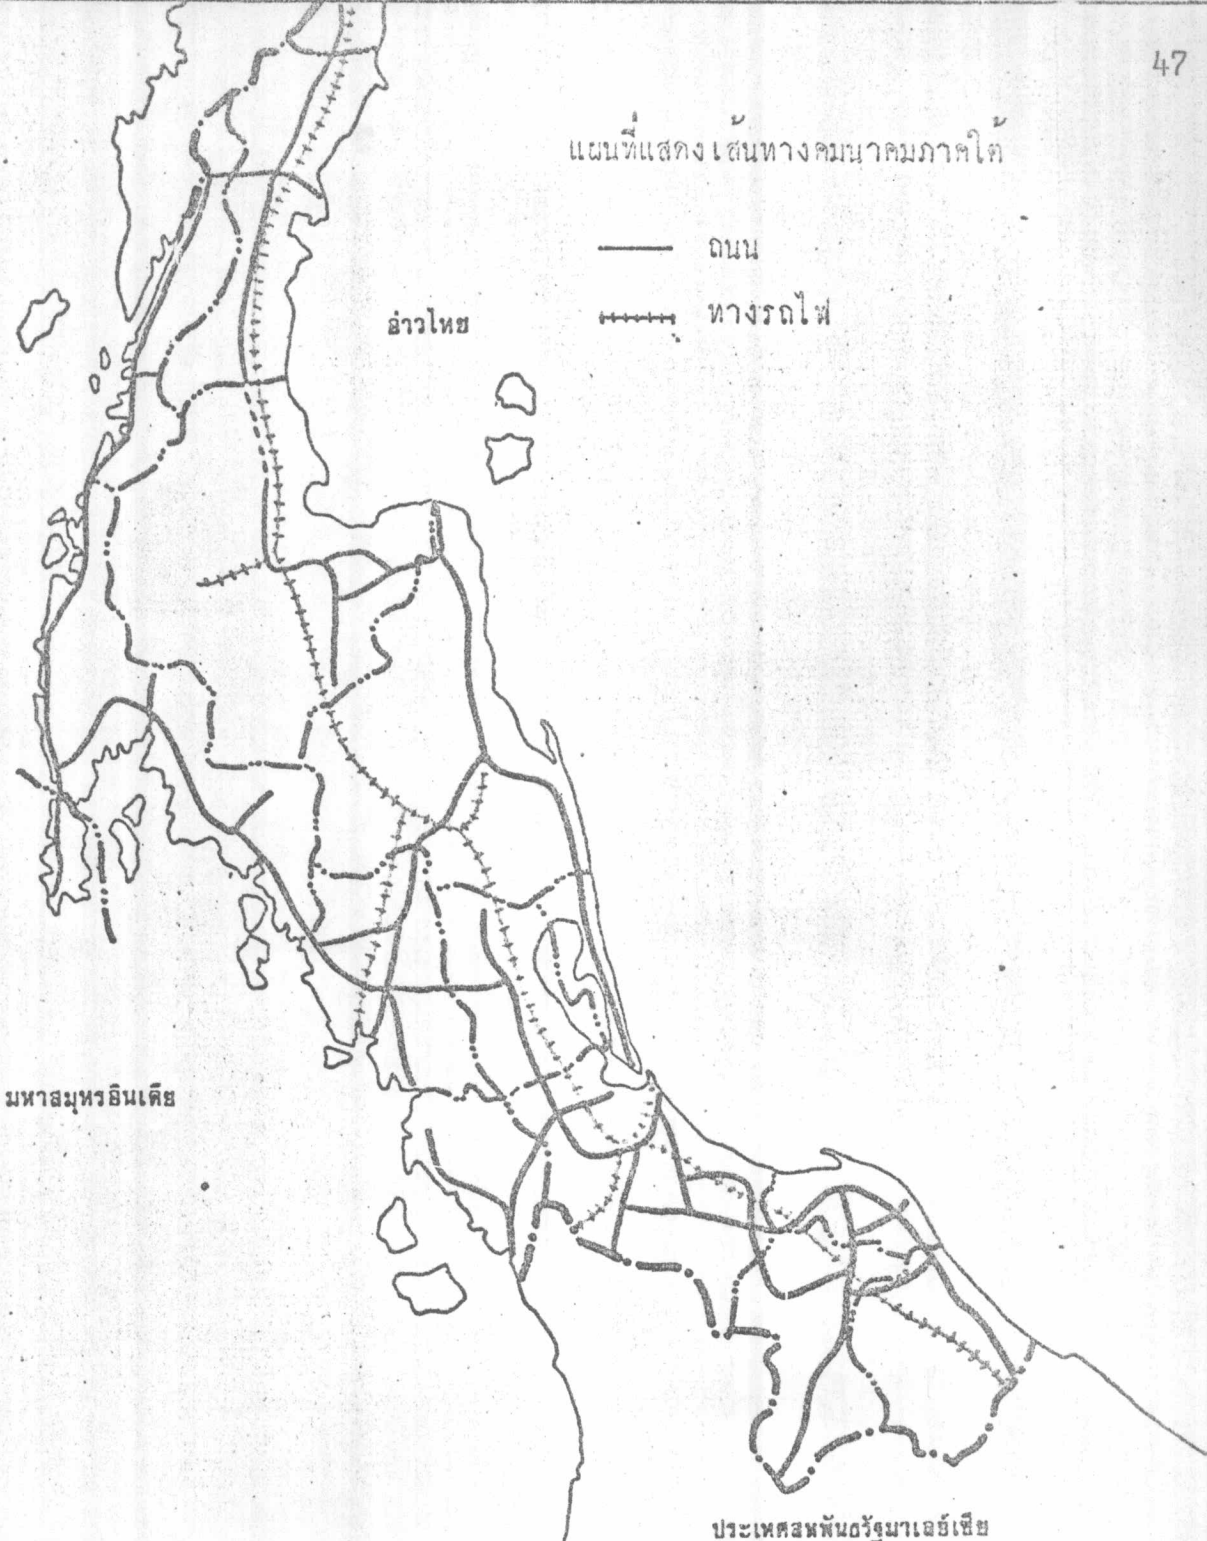 47
แผนที่แสดงเส้นทางคมนาคมภาคใต้
ถนน
ทางรถไฟ
อ่าวไทย
มหาสมุทรอินเดีย
ประเทศสหพันธรัฐมาเลย์เซีย